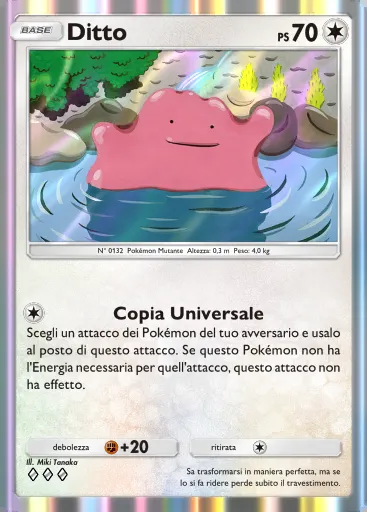 BASE Ditto PS 70
N° 0132 Pokémon Mutante Altezza: 0,3 m Peso: 4,0 kg
Copia Universale
Scegli un attacco dei Pokémon del tuo avversario e usalo
al posto di questo attacco. Se questo Pokémon non ha
l'Energia necessaria per quell'attacco, questo attacco non
ha effetto.
debolezza +20 ritirata
Ill. Miki Tanaka
Sa trasformarsi in maniera perfetta, ma se
lo si fa ridere perde subito il travestimento.